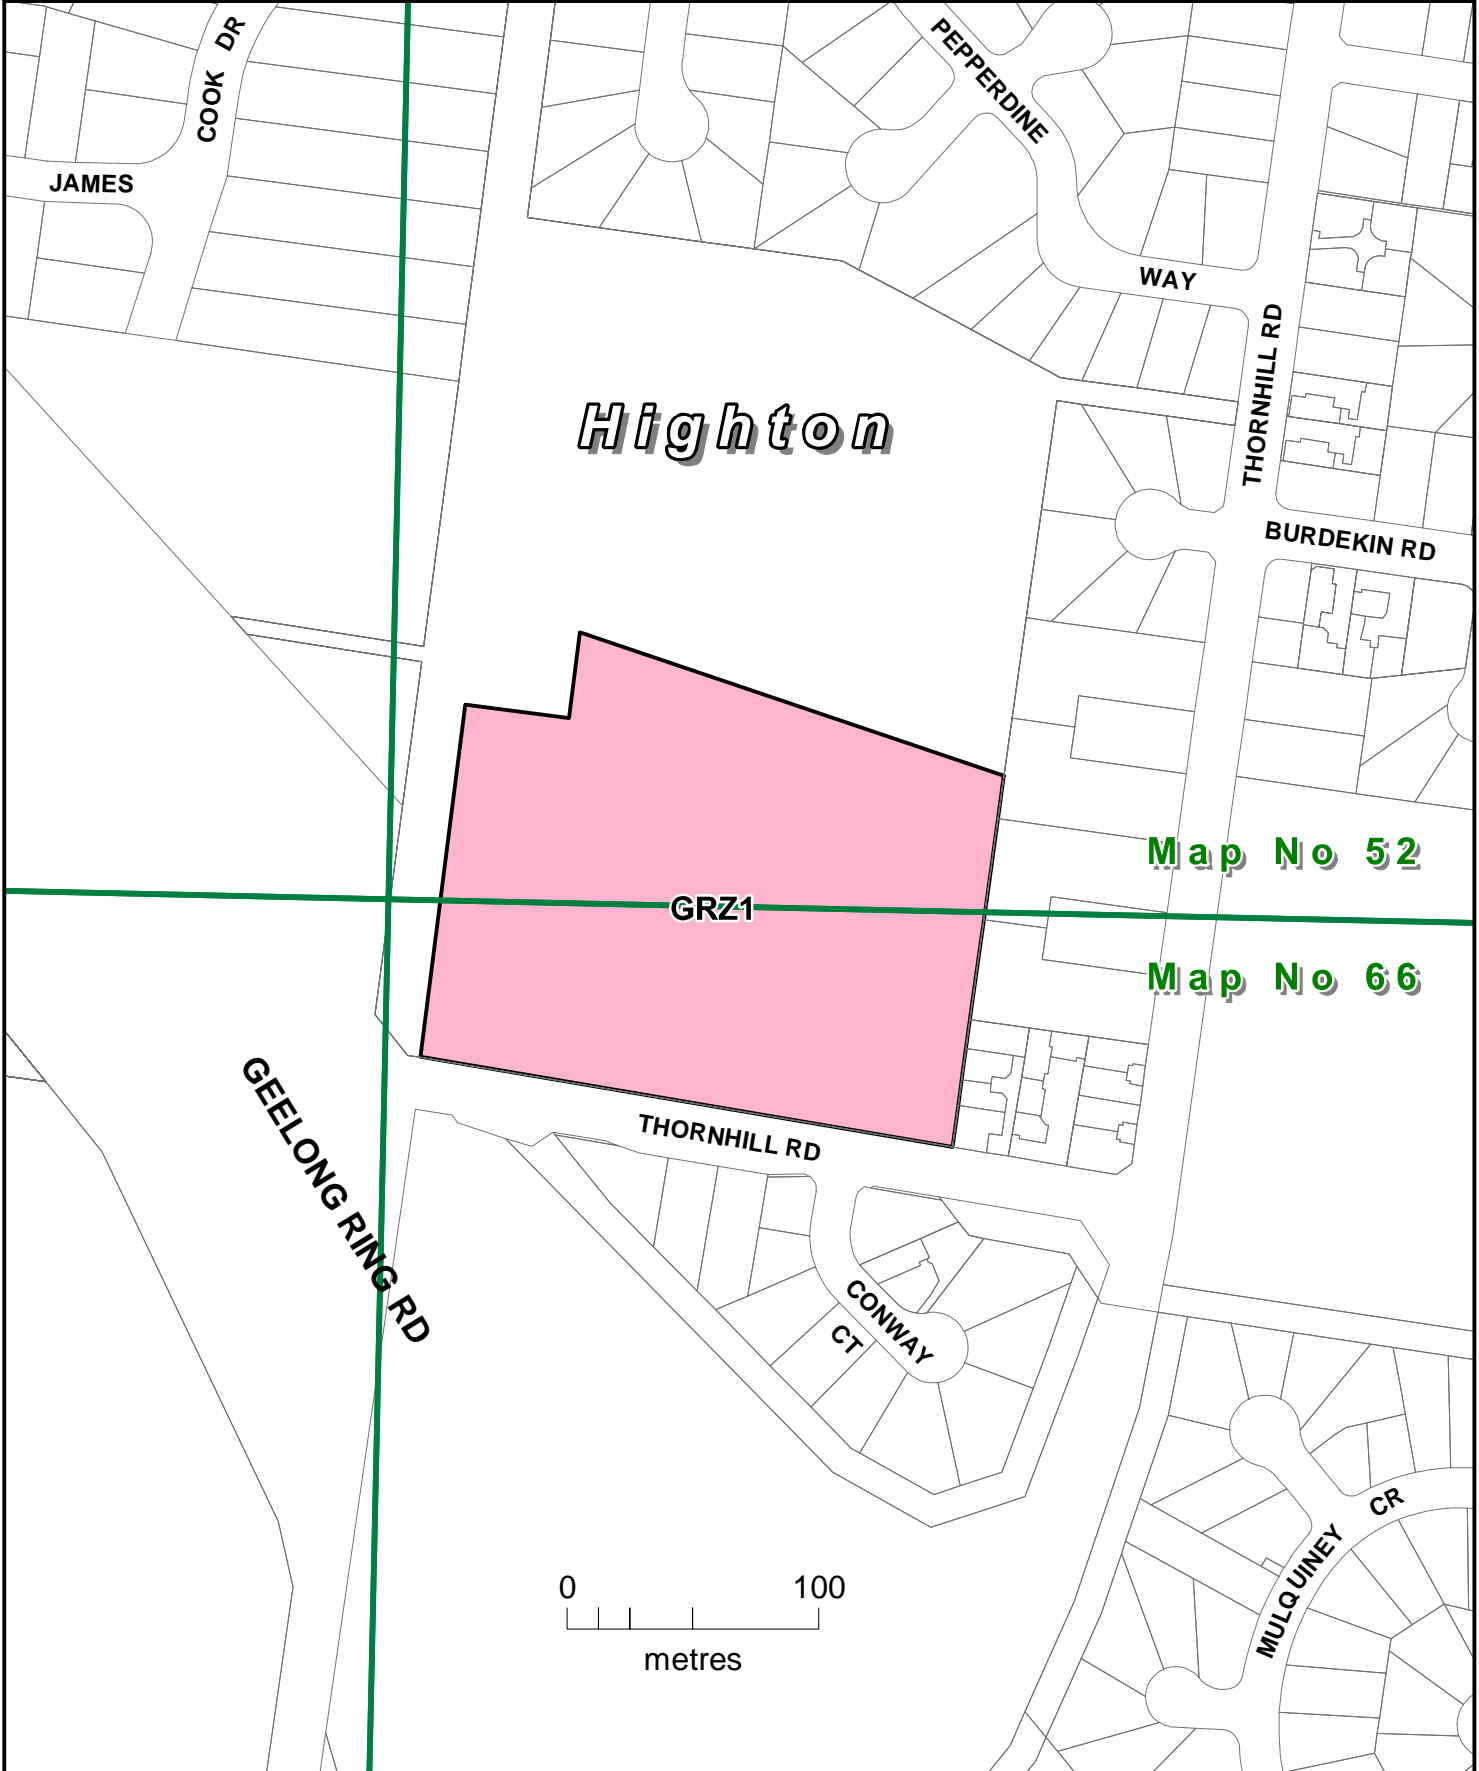 COOK DR
PEPPERDINE
JAMES
WAY
THORNHILL RD
Highton
BURDEKIN RD
Map No 52
GRZ1
Map No 66
GEELONG RING RD
THORNHILL RD
CONWAY
CT
MULQUINEY CR
0 100
metres